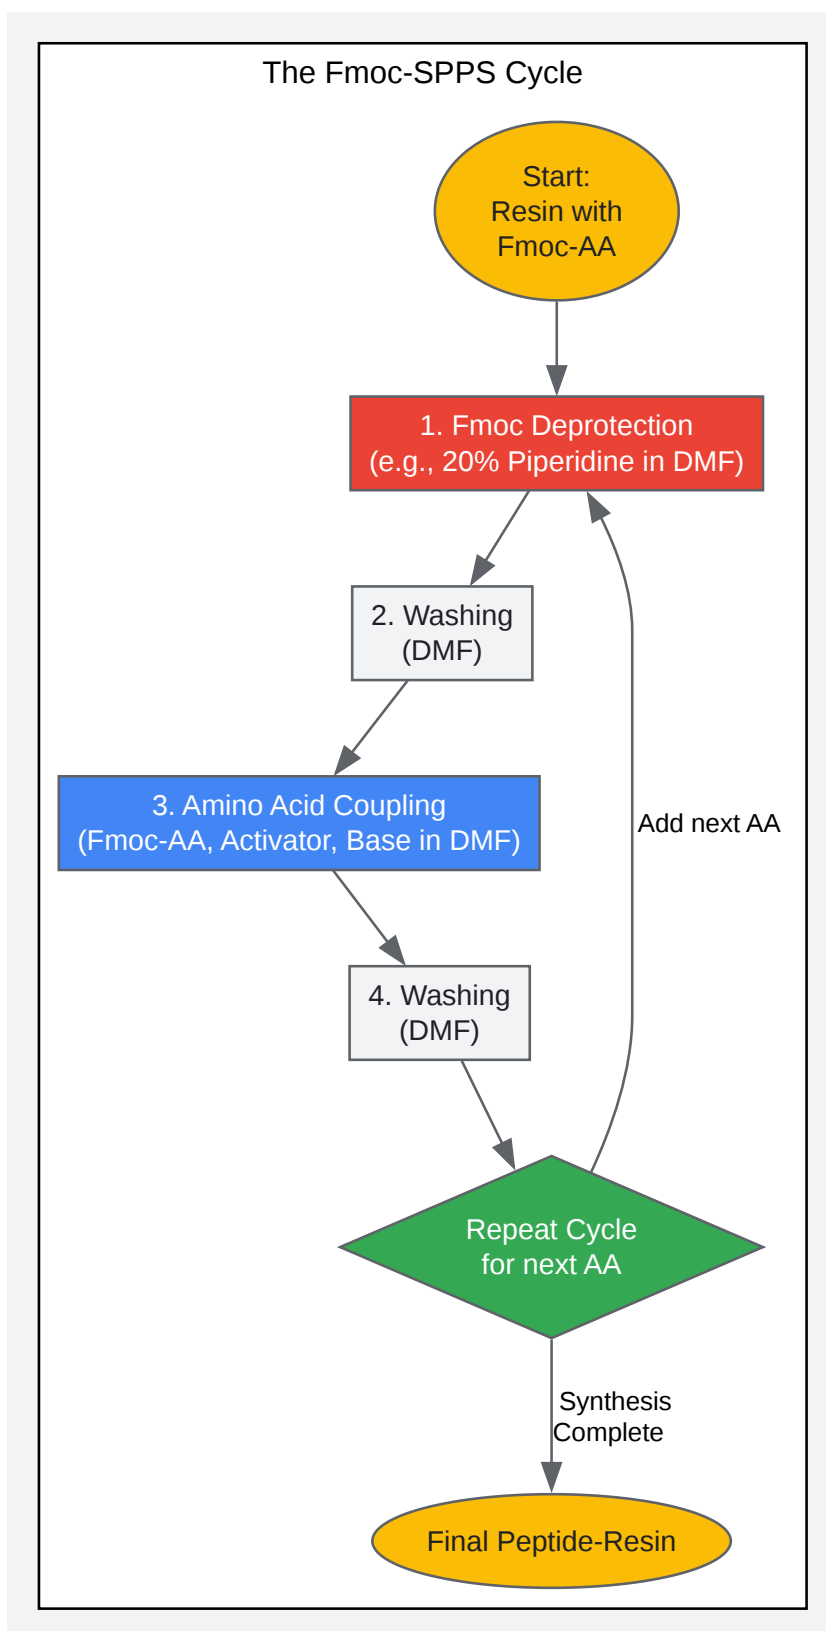 The Fmoc-SPPS Cycle
Start:
Resin with
Fmoc-AA
1. Fmoc Deprotection
(e.g., 20% Piperidine in DMF)
2. Washing
(DMF)
3. Amino Acid Coupling
(Fmoc-AA, Activator, Base in DMF)
Add next AA
4. Washing
(DMF)
Repeat Cycle
for next AA
Synthesis
Complete
Final Peptide-Resin